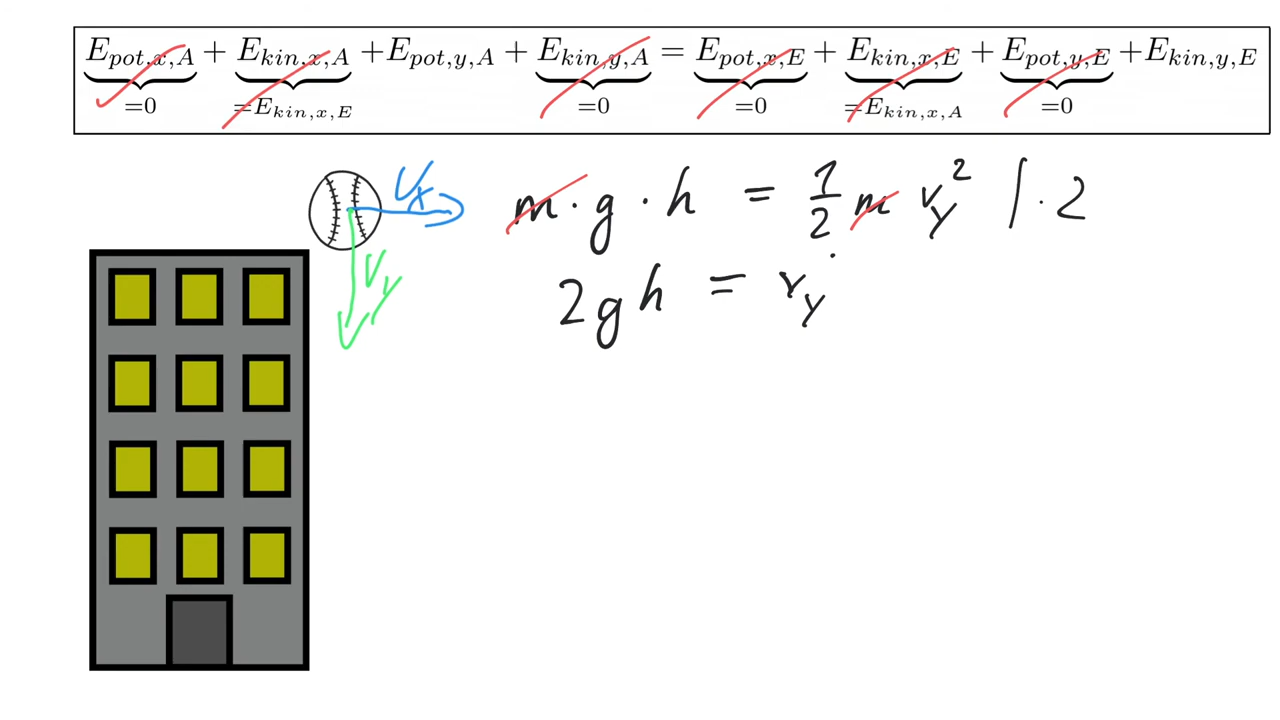 E_{pot,x,A} + E_{kin,x,A} + E_{pot,y,A} + E_{kin,y,A} = E_{pot,x,E} + E_{kin,x,E} + E_{pot,y,E} + E_{kin,y,E}
=0 =E_{kin,x,E} =0 =0 =E_{kin,x,A} =0
v_x
m · g · h = 1/2 m v_y^2 | · 2
v_y
2gh = v_y